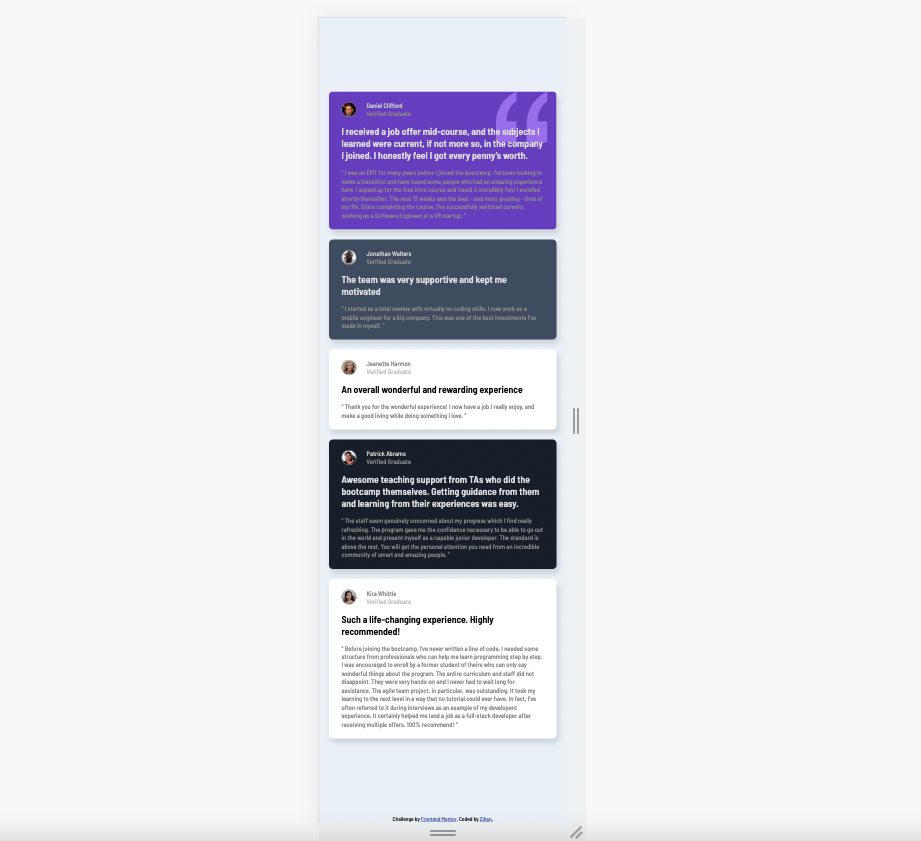 Daniel Clifford
Verified Graduate
I received a job offer mid-course, and the subjects I
learned were current, if not more so, in the company
I joined. I honestly feel I got every penny's worth.
" I was an EMT for many years before I joined the bootcamp. I've been looking to
make a transition and have heard some people who had an amazing experience
here. I signed up for the free intro course and found it incredibly fun! I enrolled
shortly thereafter. The next 12 weeks was the best - and most grueling - time of
my life. Since completing the course, I've successfully switched careers,
working as a Software Engineer at a VR startup. "
Jonathan Walters
Verified Graduate
The team was very supportive and kept me
motivated
" I started as a total newbie with virtually no coding skills. I now work as a
mobile engineer for a big company. This was one of the best investments I've
made in myself. "
Jeanette Harmon
Verified Graduate
An overall wonderful and rewarding experience
" Thank you for the wonderful experience! I now have a job I really enjoy, and
make a good living while doing something I love. "
Patrick Abrams
Verified Graduate
Awesome teaching support from TAs who did the
bootcamp themselves. Getting guidance from them
and learning from their experiences was easy.
" The staff seem genuinely concerned about my progress which I find really
refreshing. The program gave me the confidence necessary to be able to go out
in the world and present myself as a capable junior developer. The standard is
above the rest. You will get the personal attention you need from an incredible
community of smart and amazing people. "
Kira Whittle
Verified Graduate
Such a life-changing experience. Highly
recommended!
" Before joining the bootcamp, I've never written a line of code. I needed some
structure from professionals who can help me learn programming step by step.
I was encouraged to enroll by a former student of theirs who can only say
wonderful things about the program. The entire curriculum and staff did not
disappoint. They were very hands-on and I never had to wait long for
assistance. The agile team project, in particular, was outstanding. It took my
learning to the next level in a way that no tutorial could ever have. In fact, I've
often referred to it during interviews as an example of my developent
experience. It certainly helped me land a job as a full-stack developer after
receiving multiple offers. 100% recommend! "
Challenge by Frontend Mentor. Coded by Zihan.